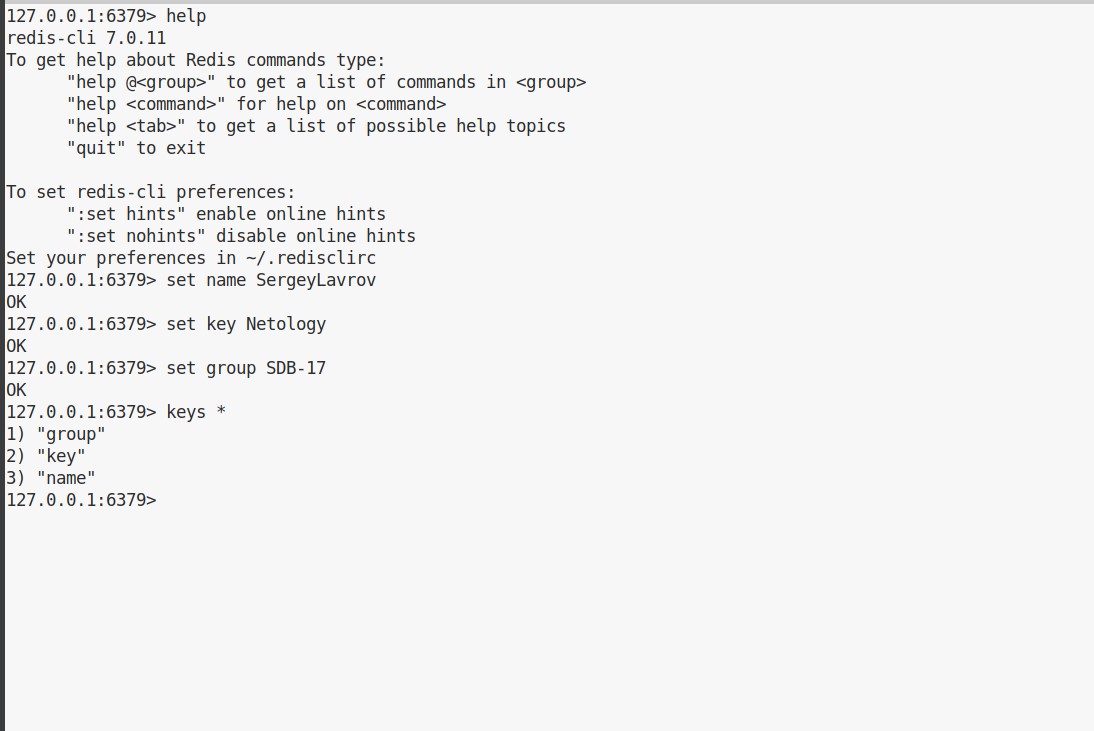 127.0.0.1:6379> help
redis-cli 7.0.11
To get help about Redis commands type:
      "help @<group>" to get a list of commands in <group>
      "help <command>" for help on <command>
      "help <tab>" to get a list of possible help topics
      "quit" to exit

To set redis-cli preferences:
      ":set hints" enable online hints
      ":set nohints" disable online hints
Set your preferences in ~/.redisclirc
127.0.0.1:6379> set name SergeyLavrov
OK
127.0.0.1:6379> set key Netology
OK
127.0.0.1:6379> set group SDB-17
OK
127.0.0.1:6379> keys *
1) "group"
2) "key"
3) "name"
127.0.0.1:6379>